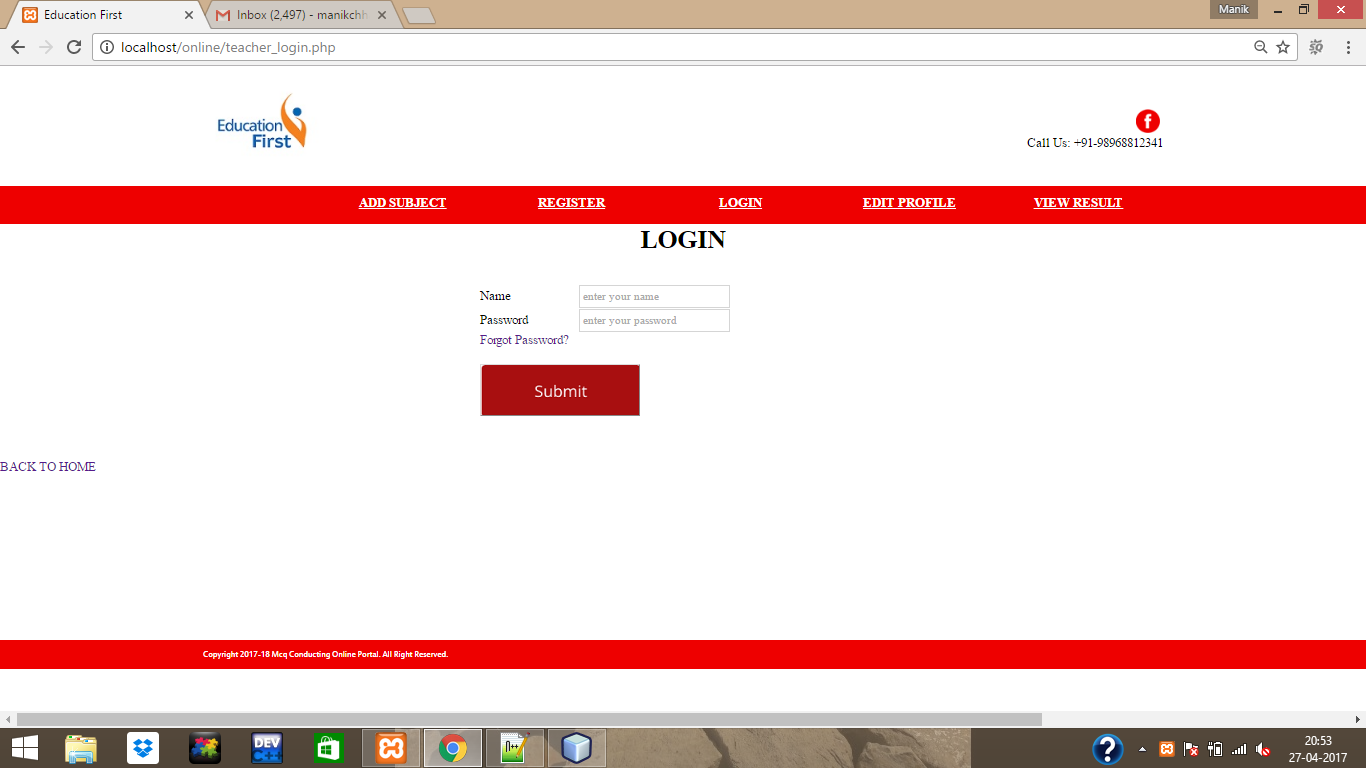 Education First
Inbox (2,497) - manikchh
Manik
localhost/online/teacher_login.php
Education
First
f
Call Us: +91-98968812341
ADD SUBJECT REGISTER LOGIN EDIT PROFILE VIEW RESULT
LOGIN
Name enter your name
Password enter your password
Forgot Password?
Submit
BACK TO HOME
Copyright 2017-18 Mcq Conducting Online Portal. All Right Reserved.
DEV
20:53
27-04-2017